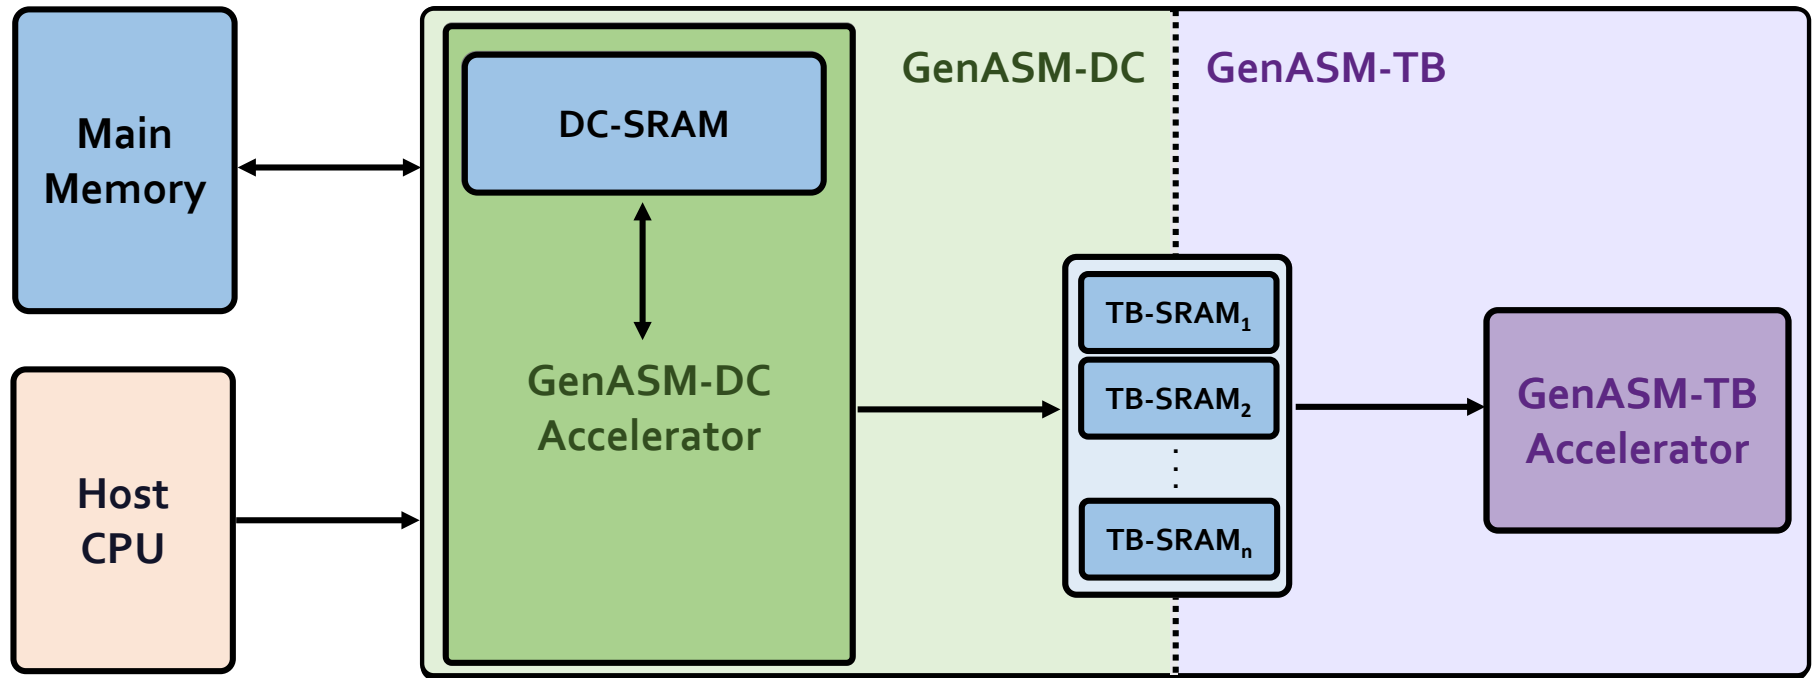 Main
Memory
Host
CPU
DC-SRAM
GenASM-DC
Accelerator
GenASM-DC
GenASM-TB
TB-SRAM₁
TB-SRAM₂
⋮
TB-SRAMₙ
GenASM-TB
Accelerator